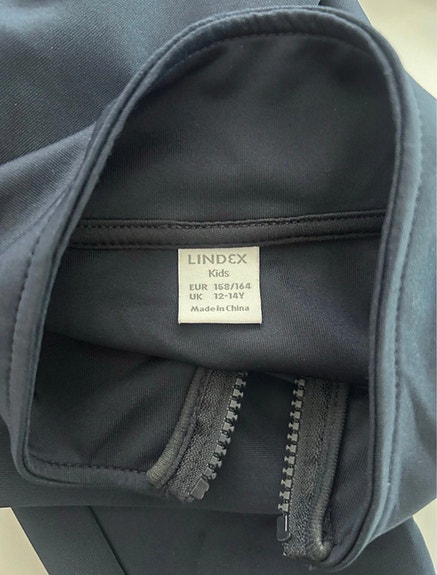 LINDEX
Kids
EUR 158/164
UK 12-14Y
Made in China